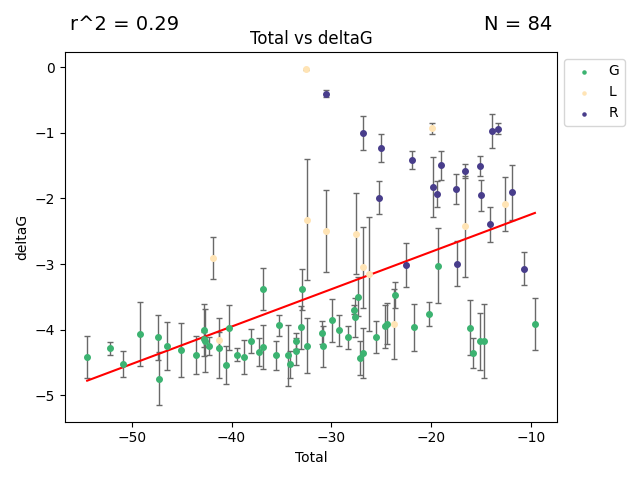 r^2 = 0.29
N = 84
Total vs deltaG
G
L
R
deltaG
0
−1
−2
−3
−4
−5
−50
−40
−30
−20
−10
Total